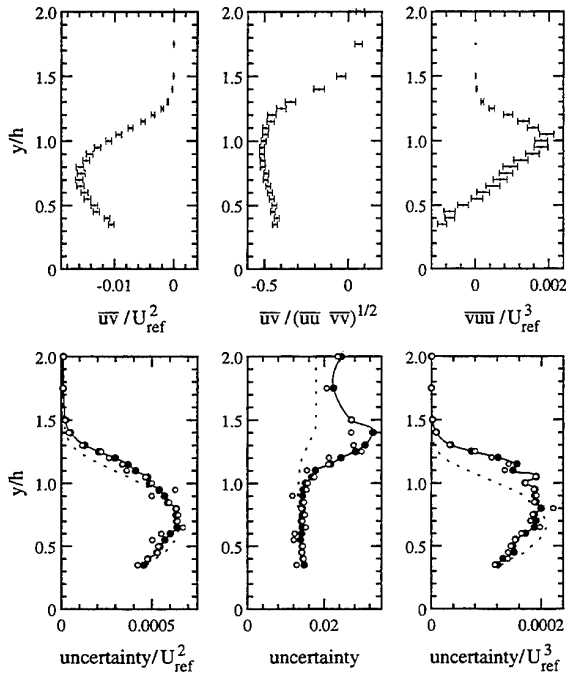 2.0 2.0 2.0
1.5 1.5 1.5
y/h 1.0 1.0 1.0
0.5 0.5 0.5
0 0 0
-0.01 0 -0.5 0 0 0.002
uv /U²ref uv /(uu vv)^1/2 vuu /U³ref
2.0 2.0 2.0
1.5 1.5 1.5
y/h 1.0 1.0 1.0
0.5 0.5 0.5
0 0 0
0 0.0005 0.02 0 0.0002
uncertainty/U²ref uncertainty uncertainty/U³ref